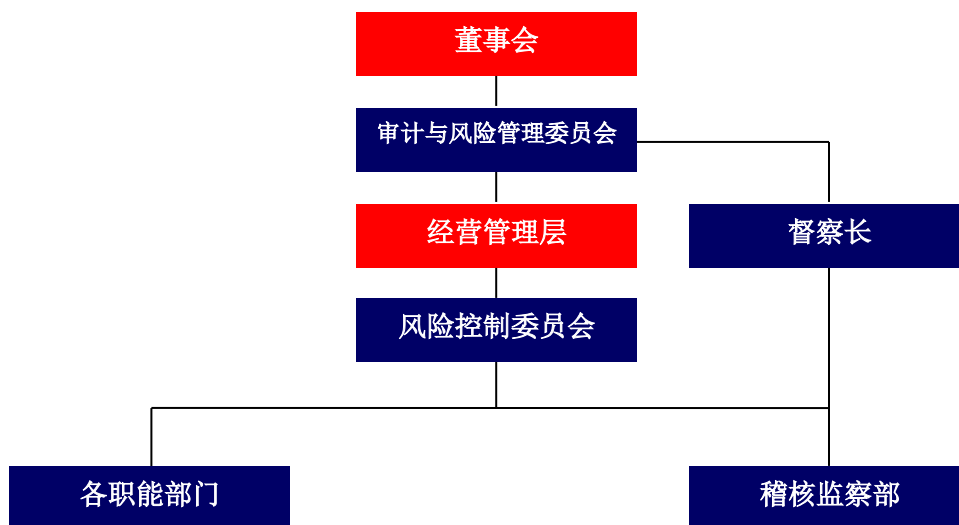 董事会
审计与风险管理委员会
经营管理层
督察长
风险控制委员会
各职能部门
稽核监察部